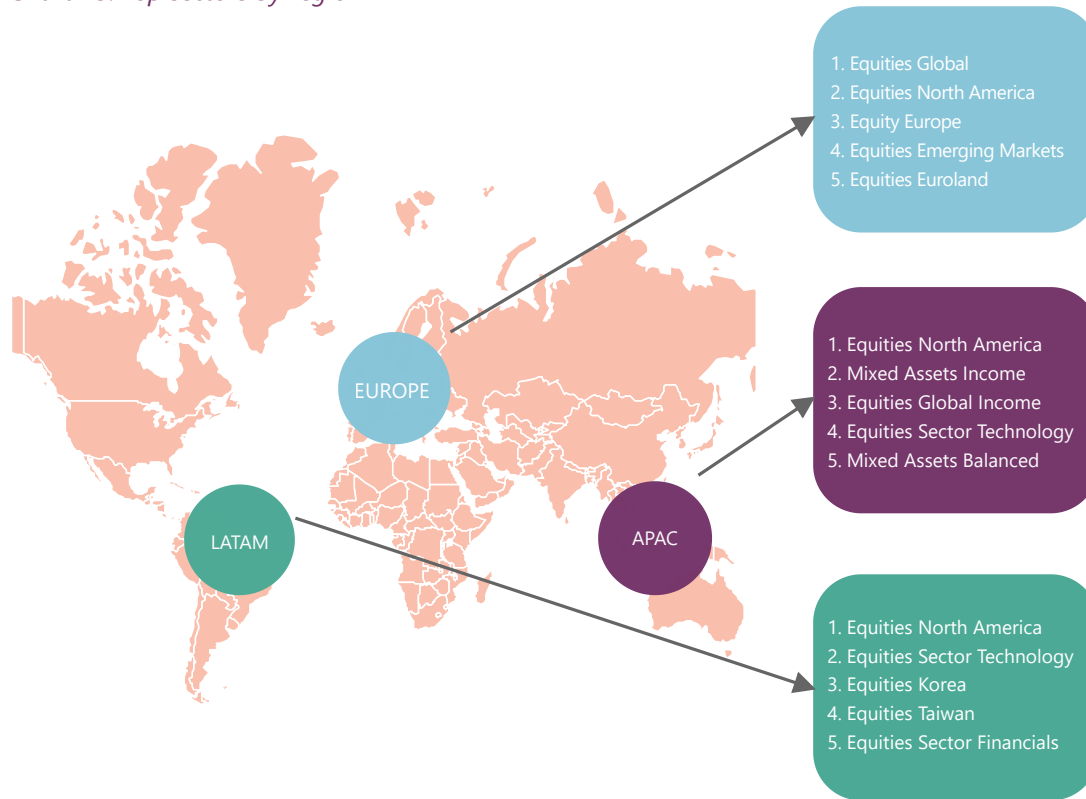 1. Equities Global
2. Equities North America
3. Equity Europe
4. Equities Emerging Markets
5. Equities Euroland
EUROPE
1. Equities North America
2. Mixed Assets Income
3. Equities Global Income
4. Equities Sector Technology
5. Mixed Assets Balanced
LATAM
APAC
1. Equities North America
2. Equities Sector Technology
3. Equities Korea
4. Equities Taiwan
5. Equities Sector Financials